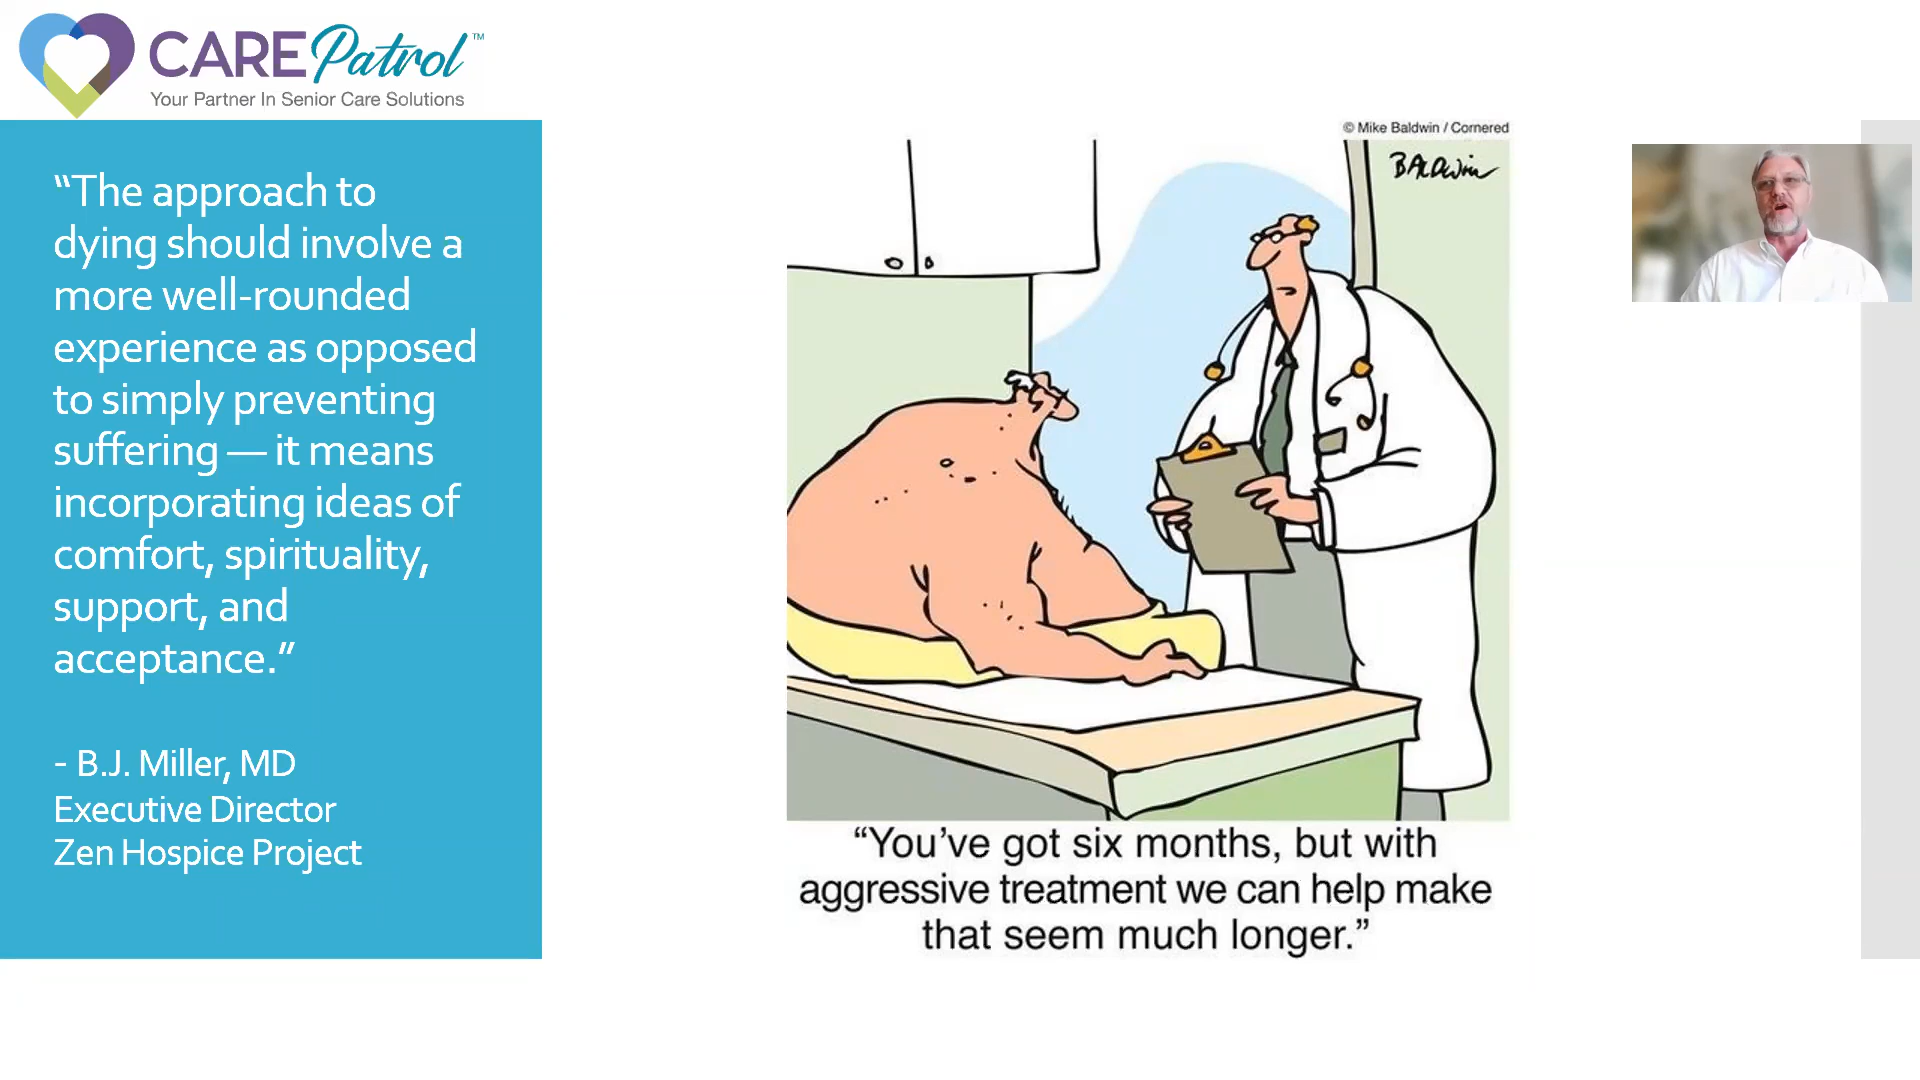 CAREPatrol™
Your Partner In Senior Care Solutions
“The approach to
dying should involve a
more well-rounded
experience as opposed
to simply preventing
suffering — it means
incorporating ideas of
comfort, spirituality,
support, and
acceptance.”
- B.J. Miller, MD
Executive Director
Zen Hospice Project
© Mike Baldwin / Cornered
BALDWIN
“You’ve got six months, but with
aggressive treatment we can help make
that seem much longer.”